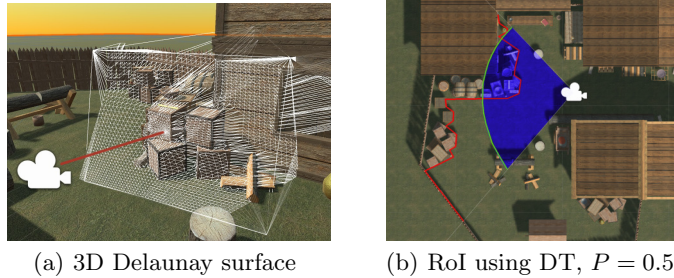 (a) 3D Delaunay surface
(b) RoI using DT, P = 0.5